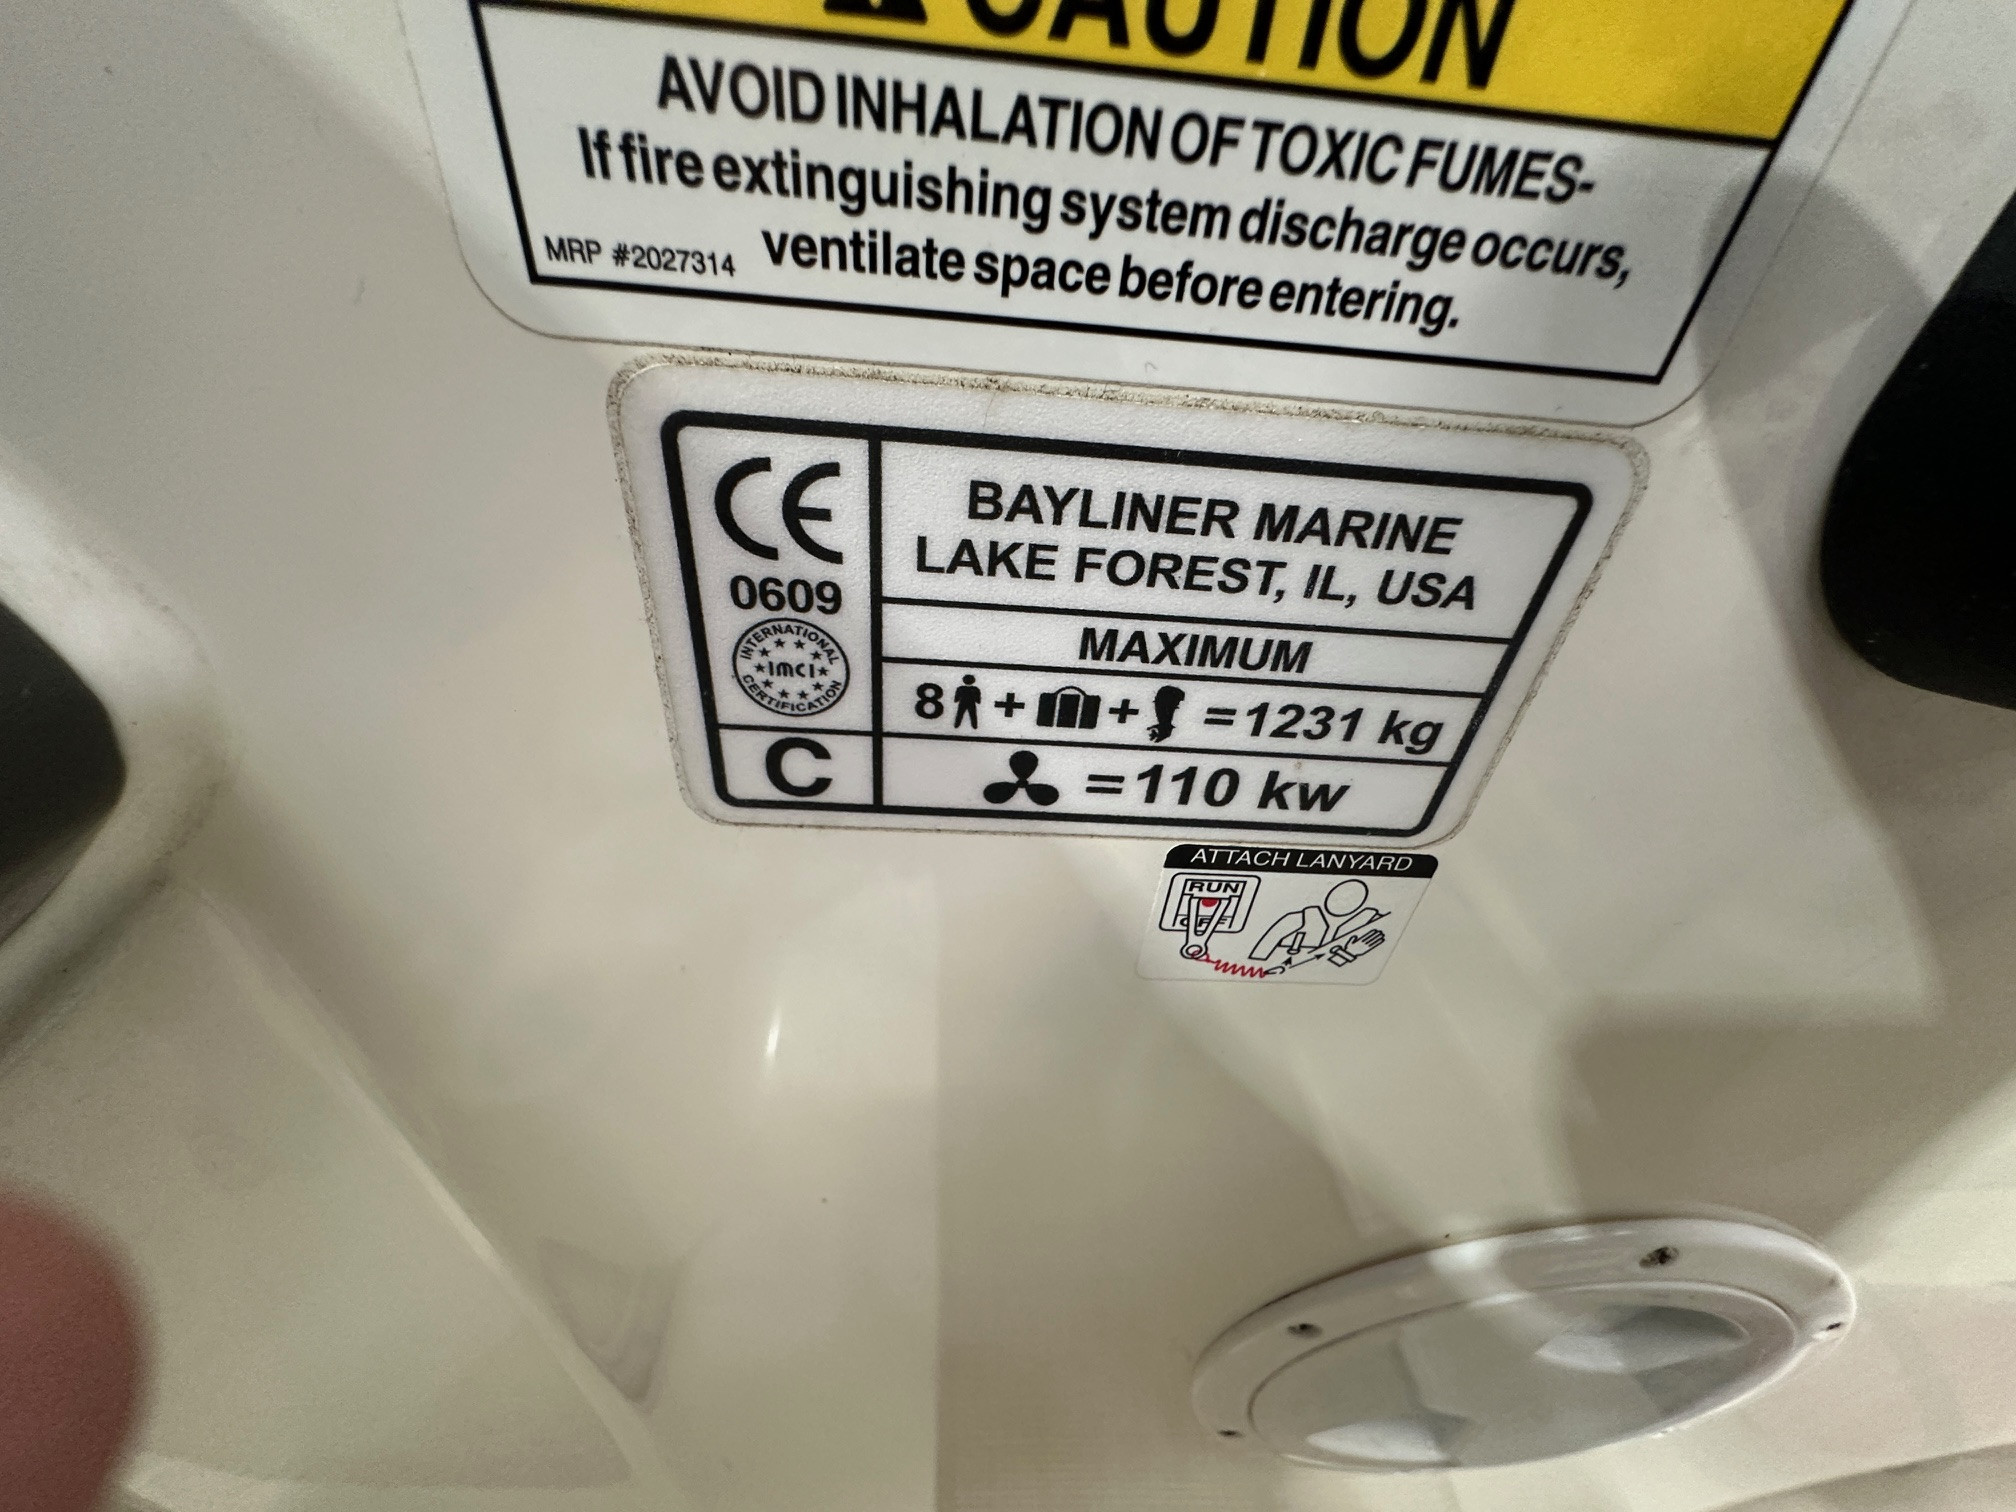 CAUTION
AVOID INHALATION OF TOXIC FUMES-
If fire extinguishing system discharge occurs,
MRP #2027314 ventilate space before entering.
CE
0609
INTERNATIONAL
IMCI
CERTIFICATION
C
BAYLINER MARINE
LAKE FOREST, IL, USA
MAXIMUM
8 + + =1231 kg
=110 kw
ATTACH LANYARD
RUN
OFF